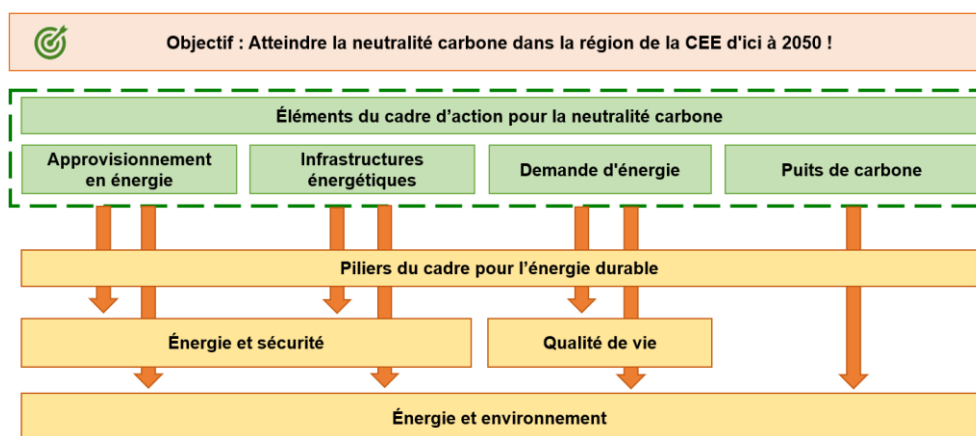 Objectif : Atteindre la neutralité carbone dans la région de la CEE d'ici à 2050 !
Éléments du cadre d’action pour la neutralité carbone
Approvisionnement
en énergie
Infrastructures
énergétiques
Demande d'énergie
Puits de carbone
Piliers du cadre pour l’énergie durable
Énergie et sécurité
Qualité de vie
Énergie et environnement